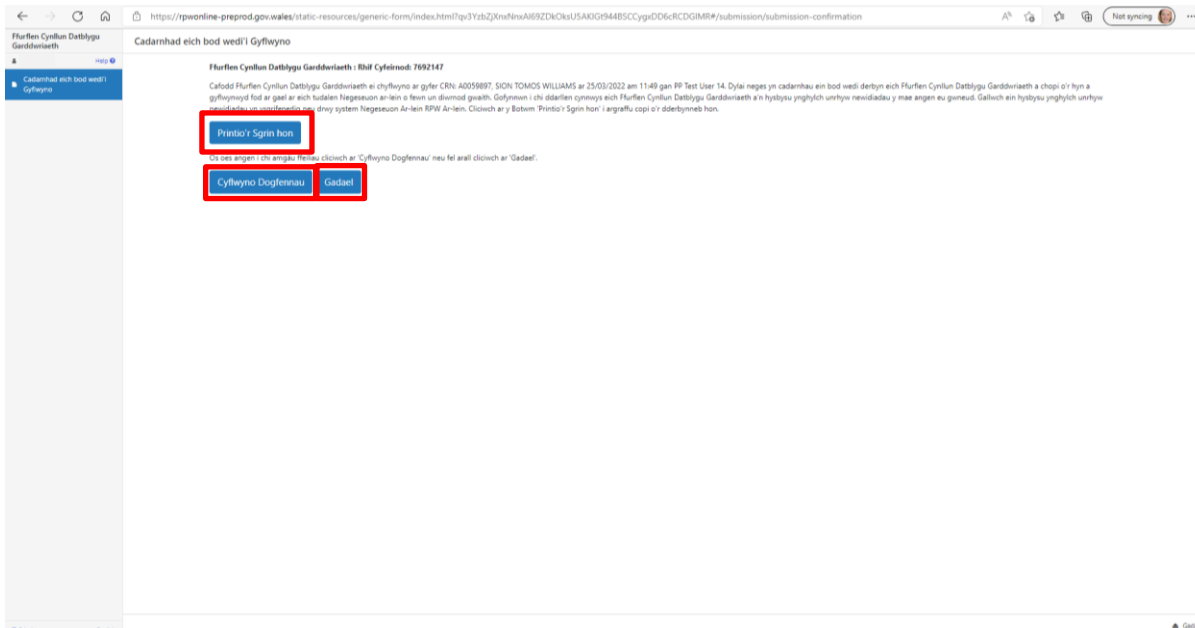 https://rpwonline-preprod.gov.wales/static-resources/generic-form/index.html?qv3YzbZjXnxNnxAI69ZDkOksU5AKIGt944BSCCygxDD6cRCDGIMR#/submission/submission-confirmation
Not syncing
Ffurflen Cynllun Datblygu
Garddwriaeth
Cadarnhad eich bod wedi'i Gyflwyno
Help
Cadarnhad eich bod wedi'i
Gyflwyno
Ffurflen Cynllun Datblygu Garddwriaeth : Rhif Cyfeirnod: 7692147
Cafodd Ffurflen Cynllun Datblygu Garddwriaeth ei chyflwyno ar gyfer CRN: A0059897, SION TOMOS WILLIAMS ar 25/03/2022 am 11:49 gan PP Test User 14. Dylai neges yn cadarnhau ein bod wedi derbyn eich Ffurflen Cynllun Datblygu Garddwriaeth a chopi o'r hyn a
gyflwynwyd fod ar gael ar eich tudalen Negeseuon ar-lein o fewn un diwrnod gwaith. Gofynnwn i chi ddarllen cynnwys eich Ffurflen Cynllun Datblygu Garddwriaeth a'n hysbysu ynghylch unrhyw newidiadau y mae angen eu gwneud. Gallwch ein hysbysu ynghylch unrhyw
newidiadau yn ysgrifenedig neu drwy system Negeseuon Ar-lein RPW Ar-lein. Cliciwch ar y Botwm 'Printio'r Sgrin hon' i argraffu copi o'r dderbynneb hon.
Printio'r Sgrin hon
Os oes angen i chi amgáu ffeiliau cliciwch ar 'Cyflwyno Dogfennau' neu fel arall cliciwch ar 'Gadael'.
Cyflwyno Dogfennau
Gadael
Gad